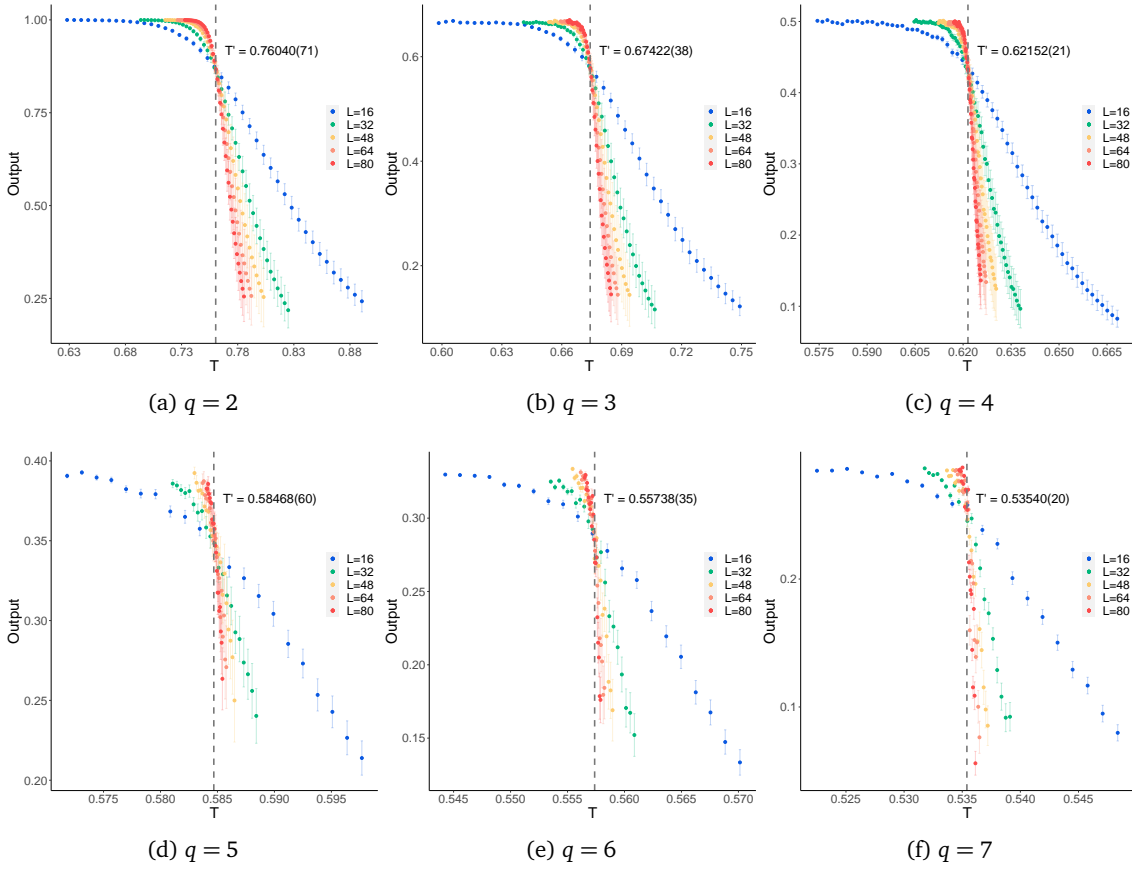 Output
1.00
0.75
0.50
0.25
T' = 0.76040(71)
L=16
L=32
L=48
L=64
L=80
0.63 0.68 0.73 0.78 0.83 0.88
T
(a) q = 2
Output
0.6
0.4
0.2
T' = 0.67422(38)
L=16
L=32
L=48
L=64
L=80
0.60 0.63 0.66 0.69 0.72 0.75
T
(b) q = 3
Output
0.5
0.4
0.3
0.2
0.1
T' = 0.62152(21)
L=16
L=32
L=48
L=64
L=80
0.575 0.590 0.605 0.620 0.635 0.650 0.665
T
(c) q = 4
Output
0.40
0.35
0.30
0.25
0.20
T' = 0.58468(60)
L=16
L=32
L=48
L=64
L=80
0.575 0.580 0.585 0.590 0.595
T
(d) q = 5
Output
0.30
0.25
0.20
0.15
T' = 0.55738(35)
L=16
L=32
L=48
L=64
L=80
0.545 0.550 0.555 0.560 0.565 0.570
T
(e) q = 6
Output
0.2
0.1
T' = 0.53540(20)
L=16
L=32
L=48
L=64
L=80
0.525 0.530 0.535 0.540 0.545
T
(f) q = 7